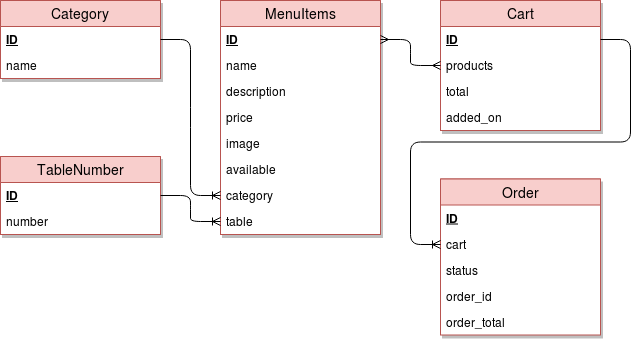 Category
ID
name
TableNumber
ID
number
MenuItems
ID
name
description
price
image
available
category
table
Cart
ID
products
total
added_on
Order
ID
cart
status
order_id
order_total